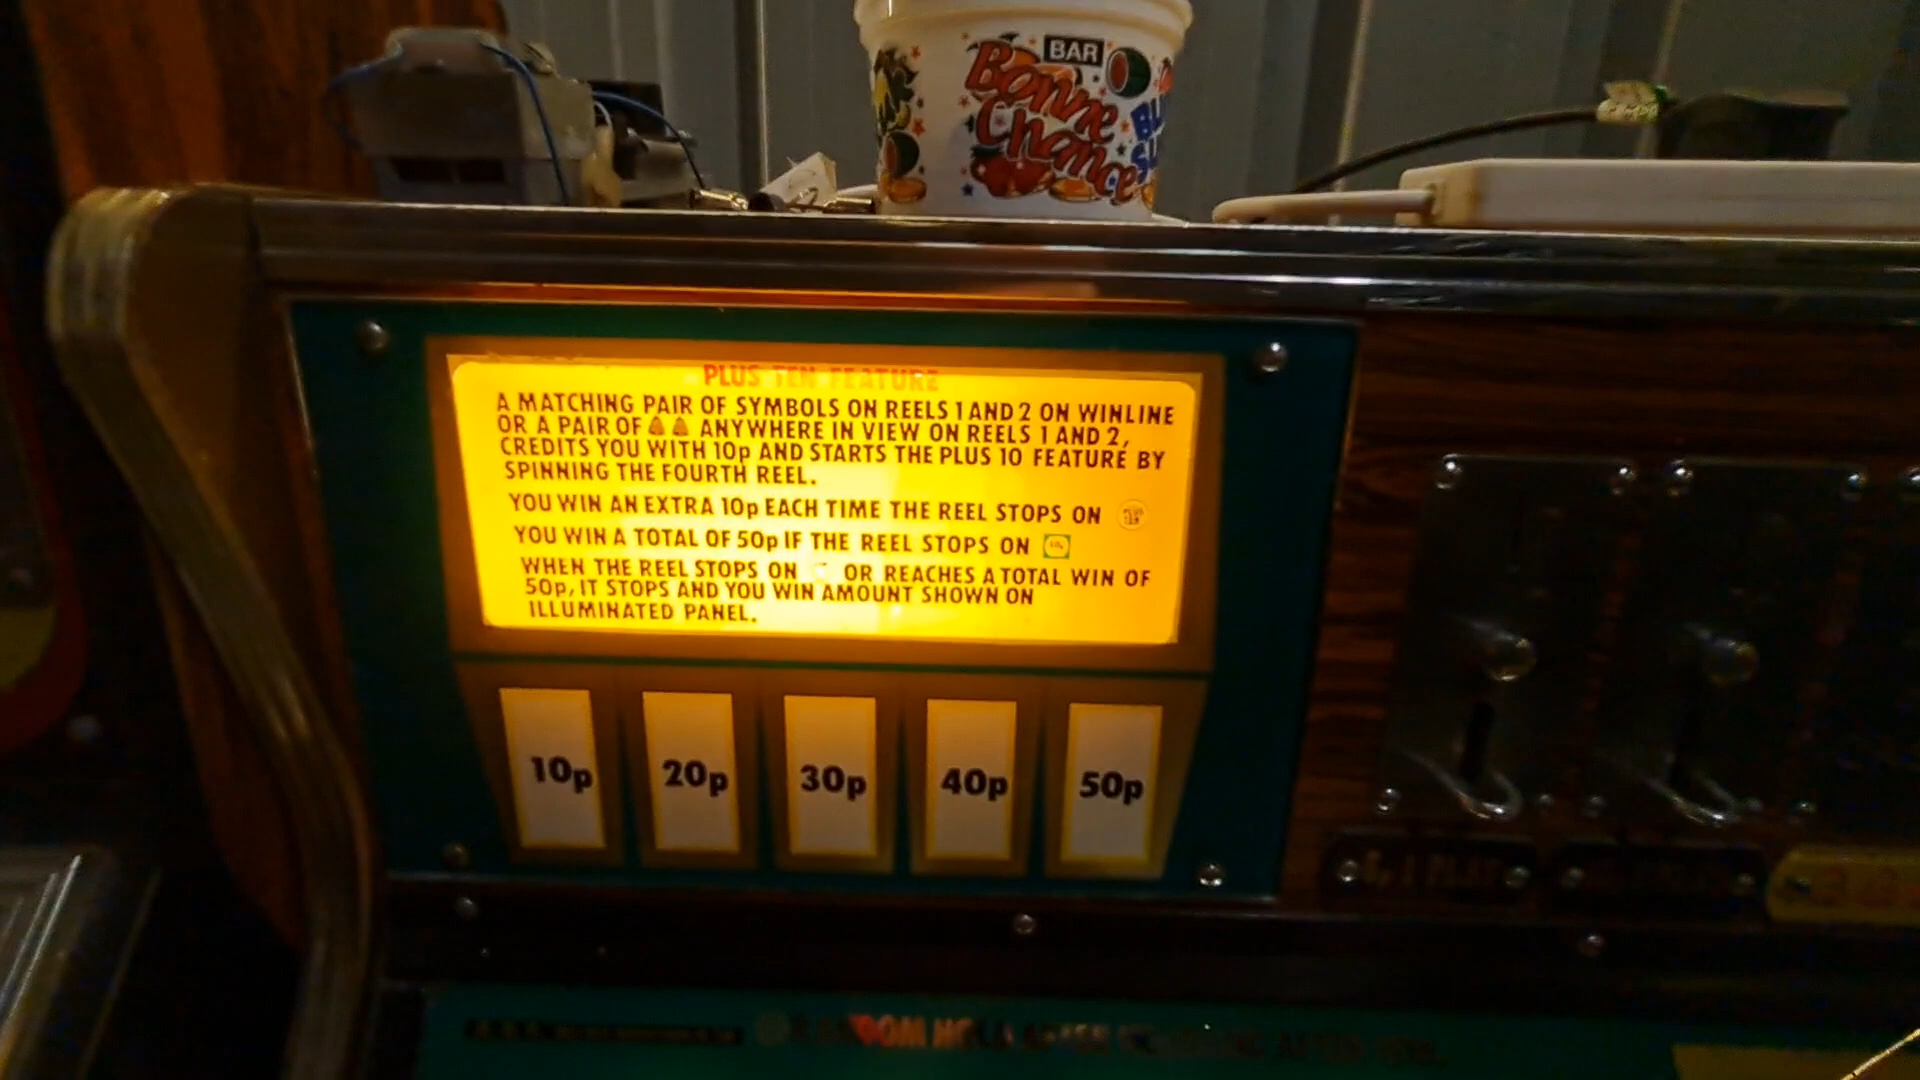 BAR
Bonne
Chance
PLUS TEN FEATURE
A MATCHING PAIR OF SYMBOLS ON REELS 1 AND 2 ON WINLINE
OR A PAIR OF ANYWHERE IN VIEW ON REELS 1 AND 2,
CREDITS YOU WITH 10p AND STARTS THE PLUS 10 FEATURE BY
SPINNING THE FOURTH REEL.
YOU WIN AN EXTRA 10p EACH TIME THE REEL STOPS ON PLUS TEN
YOU WIN A TOTAL OF 50p IF THE REEL STOPS ON
WHEN THE REEL STOPS ON OR REACHES A TOTAL WIN OF
50p, IT STOPS AND YOU WIN AMOUNT SHOWN ON
ILLUMINATED PANEL.
10p 20p 30p 40p 50p
1 PLAY